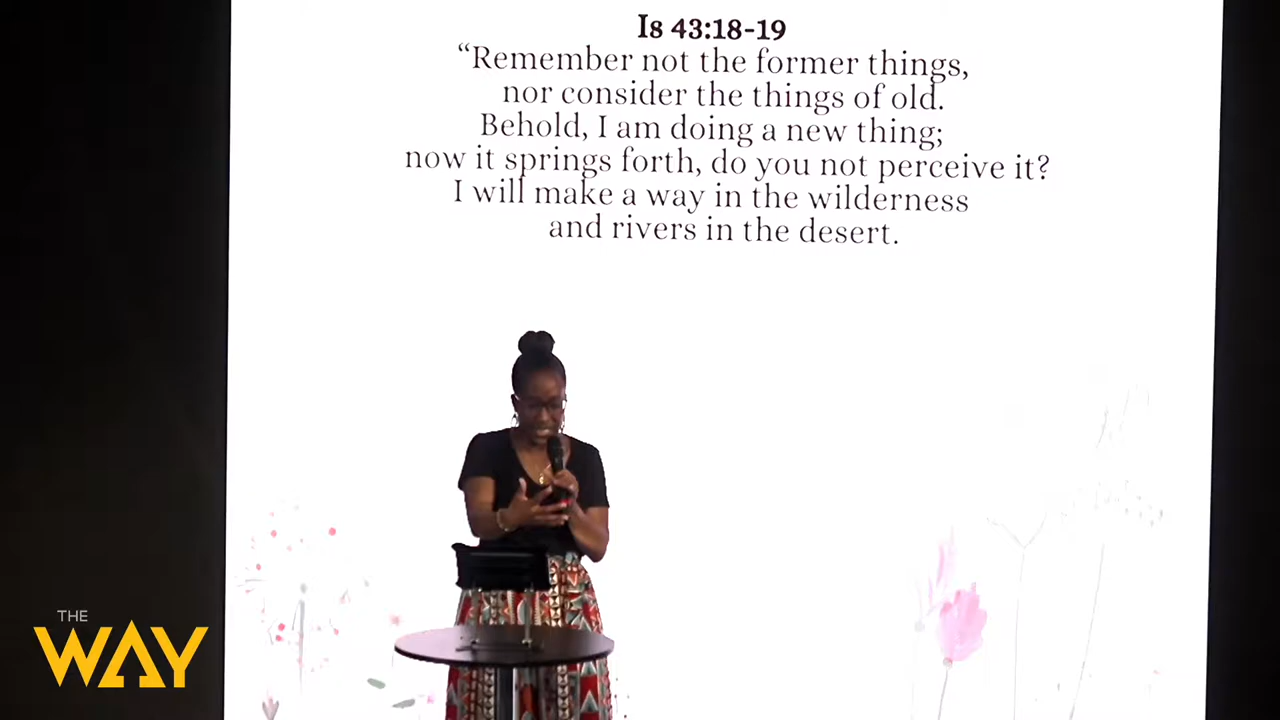 Is 43:18-19
“Remember not the former things,
nor consider the things of old.
Behold, I am doing a new thing;
now it springs forth, do you not perceive it?
I will make a way in the wilderness
and rivers in the desert.
THE
WAY